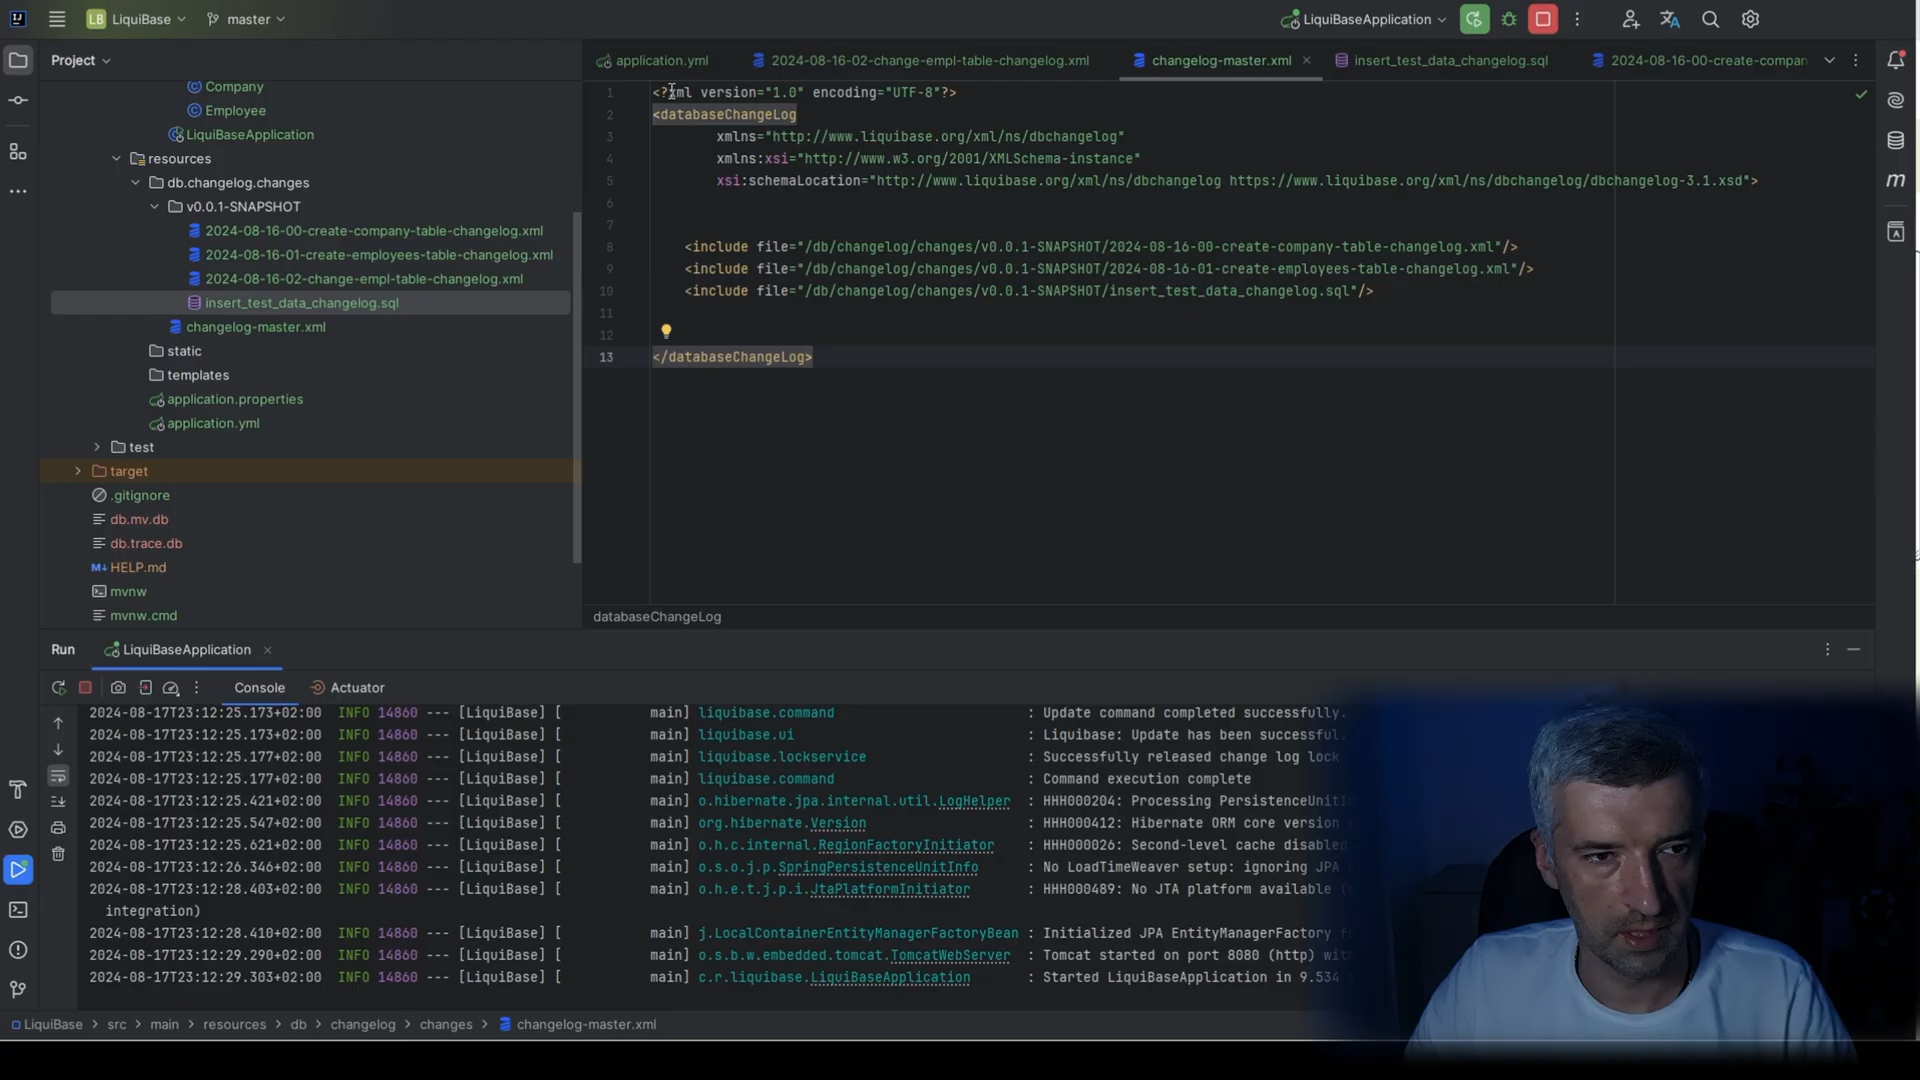 LB LiquiBase master LiquiBaseApplication
Project
Company
Employee
LiquiBaseApplication
resources
db.changelog.changes
v0.0.1-SNAPSHOT
2024-08-16-00-create-company-table-changelog.xml
2024-08-16-01-create-employees-table-changelog.xml
2024-08-16-02-change-empl-table-changelog.xml
insert_test_data_changelog.sql
changelog-master.xml
static
templates
application.properties
application.yml
test
target
.gitignore
db.mv.db
db.trace.db
M↓ HELP.md
mvnw
mvnw.cmd
application.yml 2024-08-16-02-change-empl-table-changelog.xml changelog-master.xml insert_test_data_changelog.sql 2024-08-16-00-create-compan
1 <?xml version="1.0" encoding="UTF-8"?>
2 <databaseChangeLog
3 xmlns="http://www.liquibase.org/xml/ns/dbchangelog"
4 xmlns:xsi="http://www.w3.org/2001/XMLSchema-instance"
5 xsi:schemaLocation="http://www.liquibase.org/xml/ns/dbchangelog https://www.liquibase.org/xml/ns/dbchangelog/dbchangelog-3.1.xsd">
6
7
8 <include file="/db/changelog/changes/v0.0.1-SNAPSHOT/2024-08-16-00-create-company-table-changelog.xml"/>
9 <include file="/db/changelog/changes/v0.0.1-SNAPSHOT/2024-08-16-01-create-employees-table-changelog.xml"/>
10 <include file="/db/changelog/changes/v0.0.1-SNAPSHOT/insert_test_data_changelog.sql"/>
11
12
13 </databaseChangeLog>
databaseChangeLog
m
A
Run LiquiBaseApplication
Console Actuator
2024-08-17T23:12:25.173+02:00 INFO 14860 --- [LiquiBase] [ main] liquibase.command : Update command completed successfully.
2024-08-17T23:12:25.173+02:00 INFO 14860 --- [LiquiBase] [ main] liquibase.ui : Liquibase: Update has been successful.
2024-08-17T23:12:25.177+02:00 INFO 14860 --- [LiquiBase] [ main] liquibase.lockservice : Successfully released change log lock
2024-08-17T23:12:25.177+02:00 INFO 14860 --- [LiquiBase] [ main] liquibase.command : Command execution complete
2024-08-17T23:12:25.421+02:00 INFO 14860 --- [LiquiBase] [ main] o.hibernate.jpa.internal.util.LogHelper : HHH000204: Processing PersistenceUnitI
2024-08-17T23:12:25.547+02:00 INFO 14860 --- [LiquiBase] [ main] org.hibernate.Version : HHH000412: Hibernate ORM core version
2024-08-17T23:12:25.621+02:00 INFO 14860 --- [LiquiBase] [ main] o.h.c.internal.RegionFactoryInitiator : HHH000026: Second-level cache disabled
2024-08-17T23:12:26.346+02:00 INFO 14860 --- [LiquiBase] [ main] o.s.o.j.p.SpringPersistenceUnitInfo : No LoadTimeWeaver setup: ignoring JPA
2024-08-17T23:12:28.403+02:00 INFO 14860 --- [LiquiBase] [ main] o.h.e.t.j.p.i.JtaPlatformInitiator : HHH000489: No JTA platform available (
integration)
2024-08-17T23:12:28.410+02:00 INFO 14860 --- [LiquiBase] [ main] j.LocalContainerEntityManagerFactoryBean : Initialized JPA EntityManagerFactory f
2024-08-17T23:12:29.290+02:00 INFO 14860 --- [LiquiBase] [ main] o.s.b.w.embedded.tomcat.TomcatWebServer : Tomcat started on port 8080 (http) wit
2024-08-17T23:12:29.303+02:00 INFO 14860 --- [LiquiBase] [ main] c.r.liquibase.LiquiBaseApplication : Started LiquiBaseApplication in 9.534
LiquiBase > src > main > resources > db > changelog > changes > changelog-master.xml